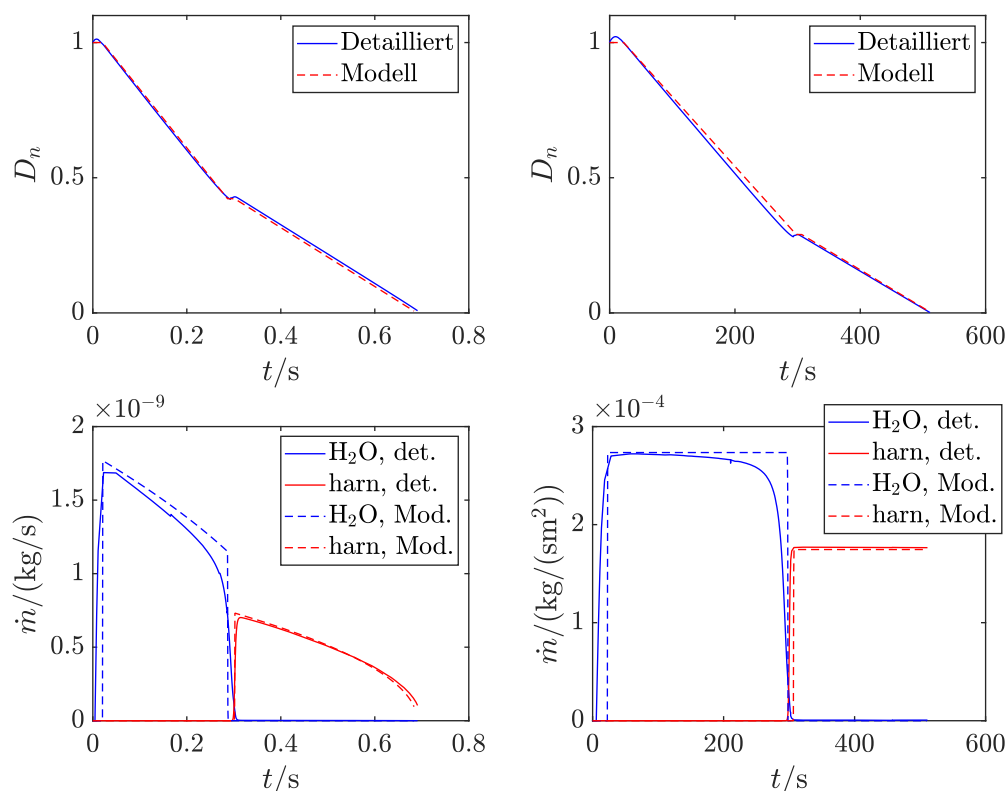 1
0.5
0
D_n
0
0.2
0.4
0.6
0.8
t/s
Detailliert
Modell
1
0.5
0
D_n
0
200
400
600
t/s
Detailliert
Modell
×10⁻⁹
2
1.5
1
0.5
0
ṁ/(kg/s)
0
0.2
0.4
0.6
0.8
t/s
H₂O, det.
harn, det.
H₂O, Mod.
harn, Mod.
×10⁻⁴
3
2
1
0
ṁ/(kg/(sm²))
0
200
400
600
t/s
H₂O, det.
harn, det.
H₂O, Mod.
harn, Mod.